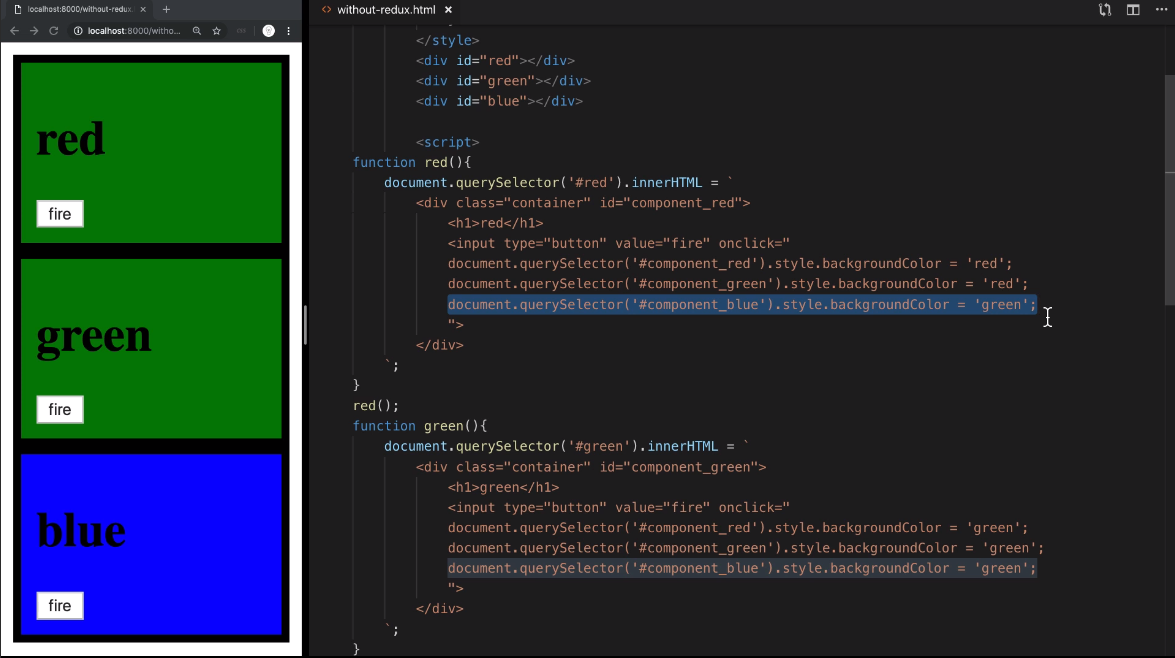 localhost:8000/without-redux.
localhost:8000/witho...
red
fire
green
fire
blue
fire
without-redux.html
</style>
<div id="red"></div>
<div id="green"></div>
<div id="blue"></div>
<script>
function red(){
document.querySelector('#red').innerHTML = `
<div class="container" id="component_red">
<h1>red</h1>
<input type="button" value="fire" onclick="
document.querySelector('#component_red').style.backgroundColor = 'red';
document.querySelector('#component_green').style.backgroundColor = 'red';
document.querySelector('#component_blue').style.backgroundColor = 'green';
">
</div>
`;
}
red();
function green(){
document.querySelector('#green').innerHTML = `
<div class="container" id="component_green">
<h1>green</h1>
<input type="button" value="fire" onclick="
document.querySelector('#component_red').style.backgroundColor = 'green';
document.querySelector('#component_green').style.backgroundColor = 'green';
document.querySelector('#component_blue').style.backgroundColor = 'green';
">
</div>
`;
}